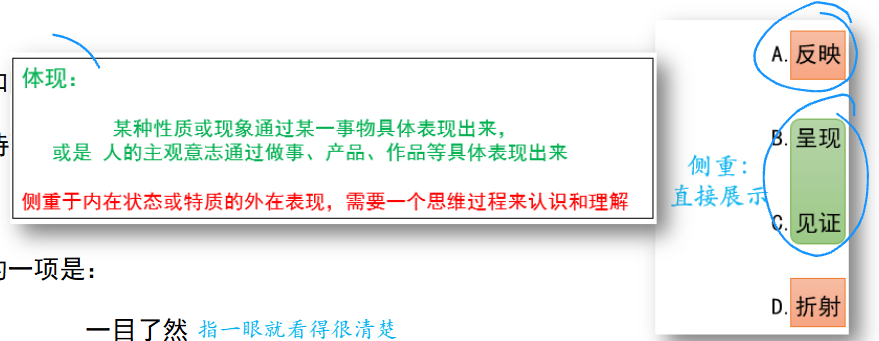 体现：
某种性质或现象通过某一事物具体表现出来，
或是 人的主观意志通过做事、产品、作品等具体表现出来
侧重于内在状态或特质的外在表现，需要一个思维过程来认识和理解
A. 反映
B. 呈现
侧重：
直接展示
C. 见证
D. 折射
的一项是：
一目了然 指一眼就看得很清楚